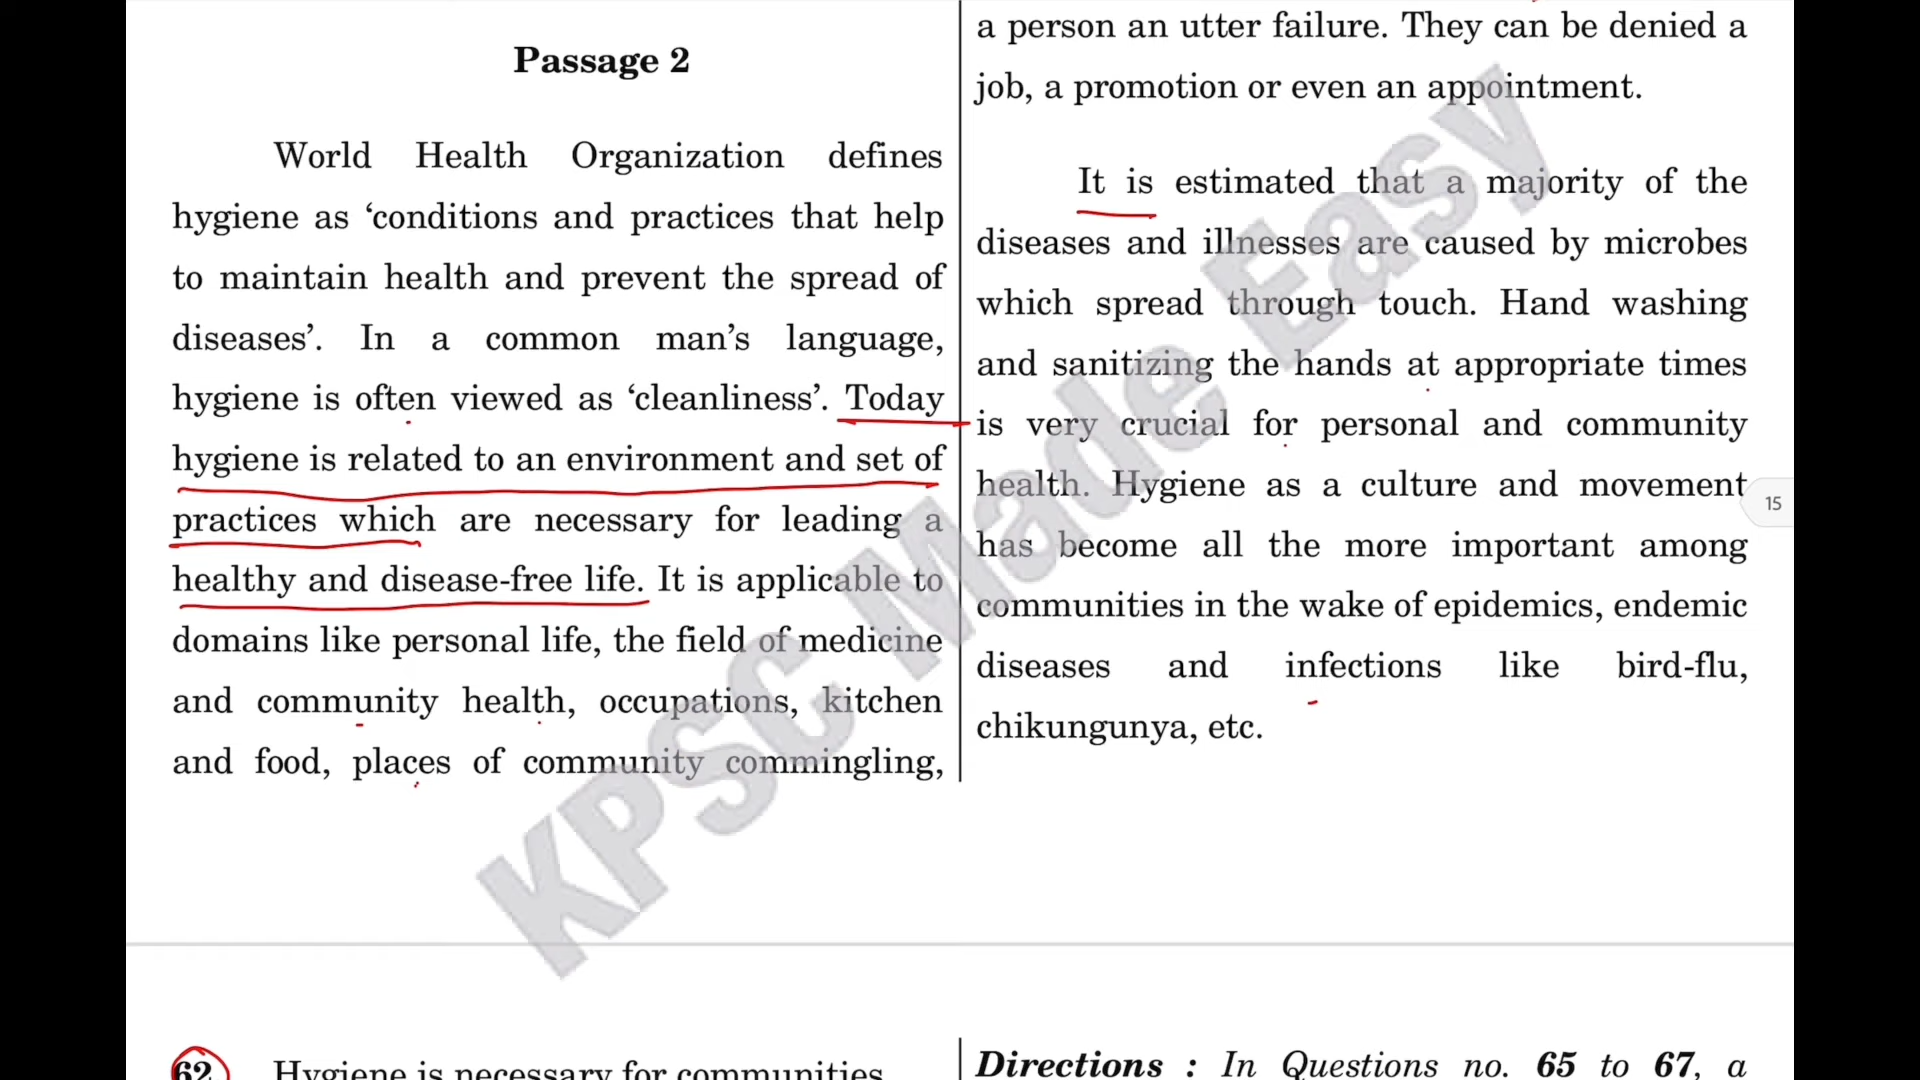 Passage 2
World Health Organization defines
hygiene as ‘conditions and practices that help
to maintain health and prevent the spread of
diseases’. In a common man’s language,
hygiene is often viewed as ‘cleanliness’. Today
hygiene is related to an environment and set of
practices which are necessary for leading a
healthy and disease-free life. It is applicable to
domains like personal life, the field of medicine
and community health, occupations, kitchen
and food, places of community commingling,
a person an utter failure. They can be denied a
job, a promotion or even an appointment.
It is estimated that a majority of the
diseases and illnesses are caused by microbes
which spread through touch. Hand washing
and sanitizing the hands at appropriate times
is very crucial for personal and community
health. Hygiene as a culture and movement
has become all the more important among
communities in the wake of epidemics, endemic
diseases and infections like bird-flu,
chikungunya, etc.
15
KPSC Made Easy
62 Hygiene is necessary for communities
Directions : In Questions no. 65 to 67, a